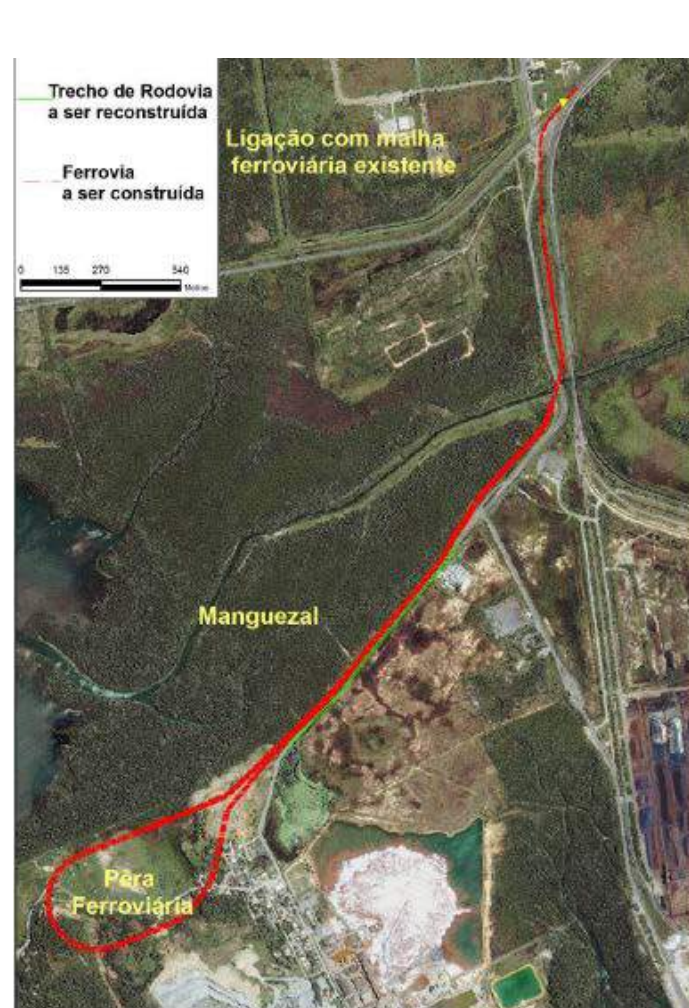 Trecho de Rodovia
a ser reconstruída
Ferrovia
a ser construída
0 135 270 540
Metros
Ligação com malha
ferroviária existente
Manguezal
Pêra
Ferroviária